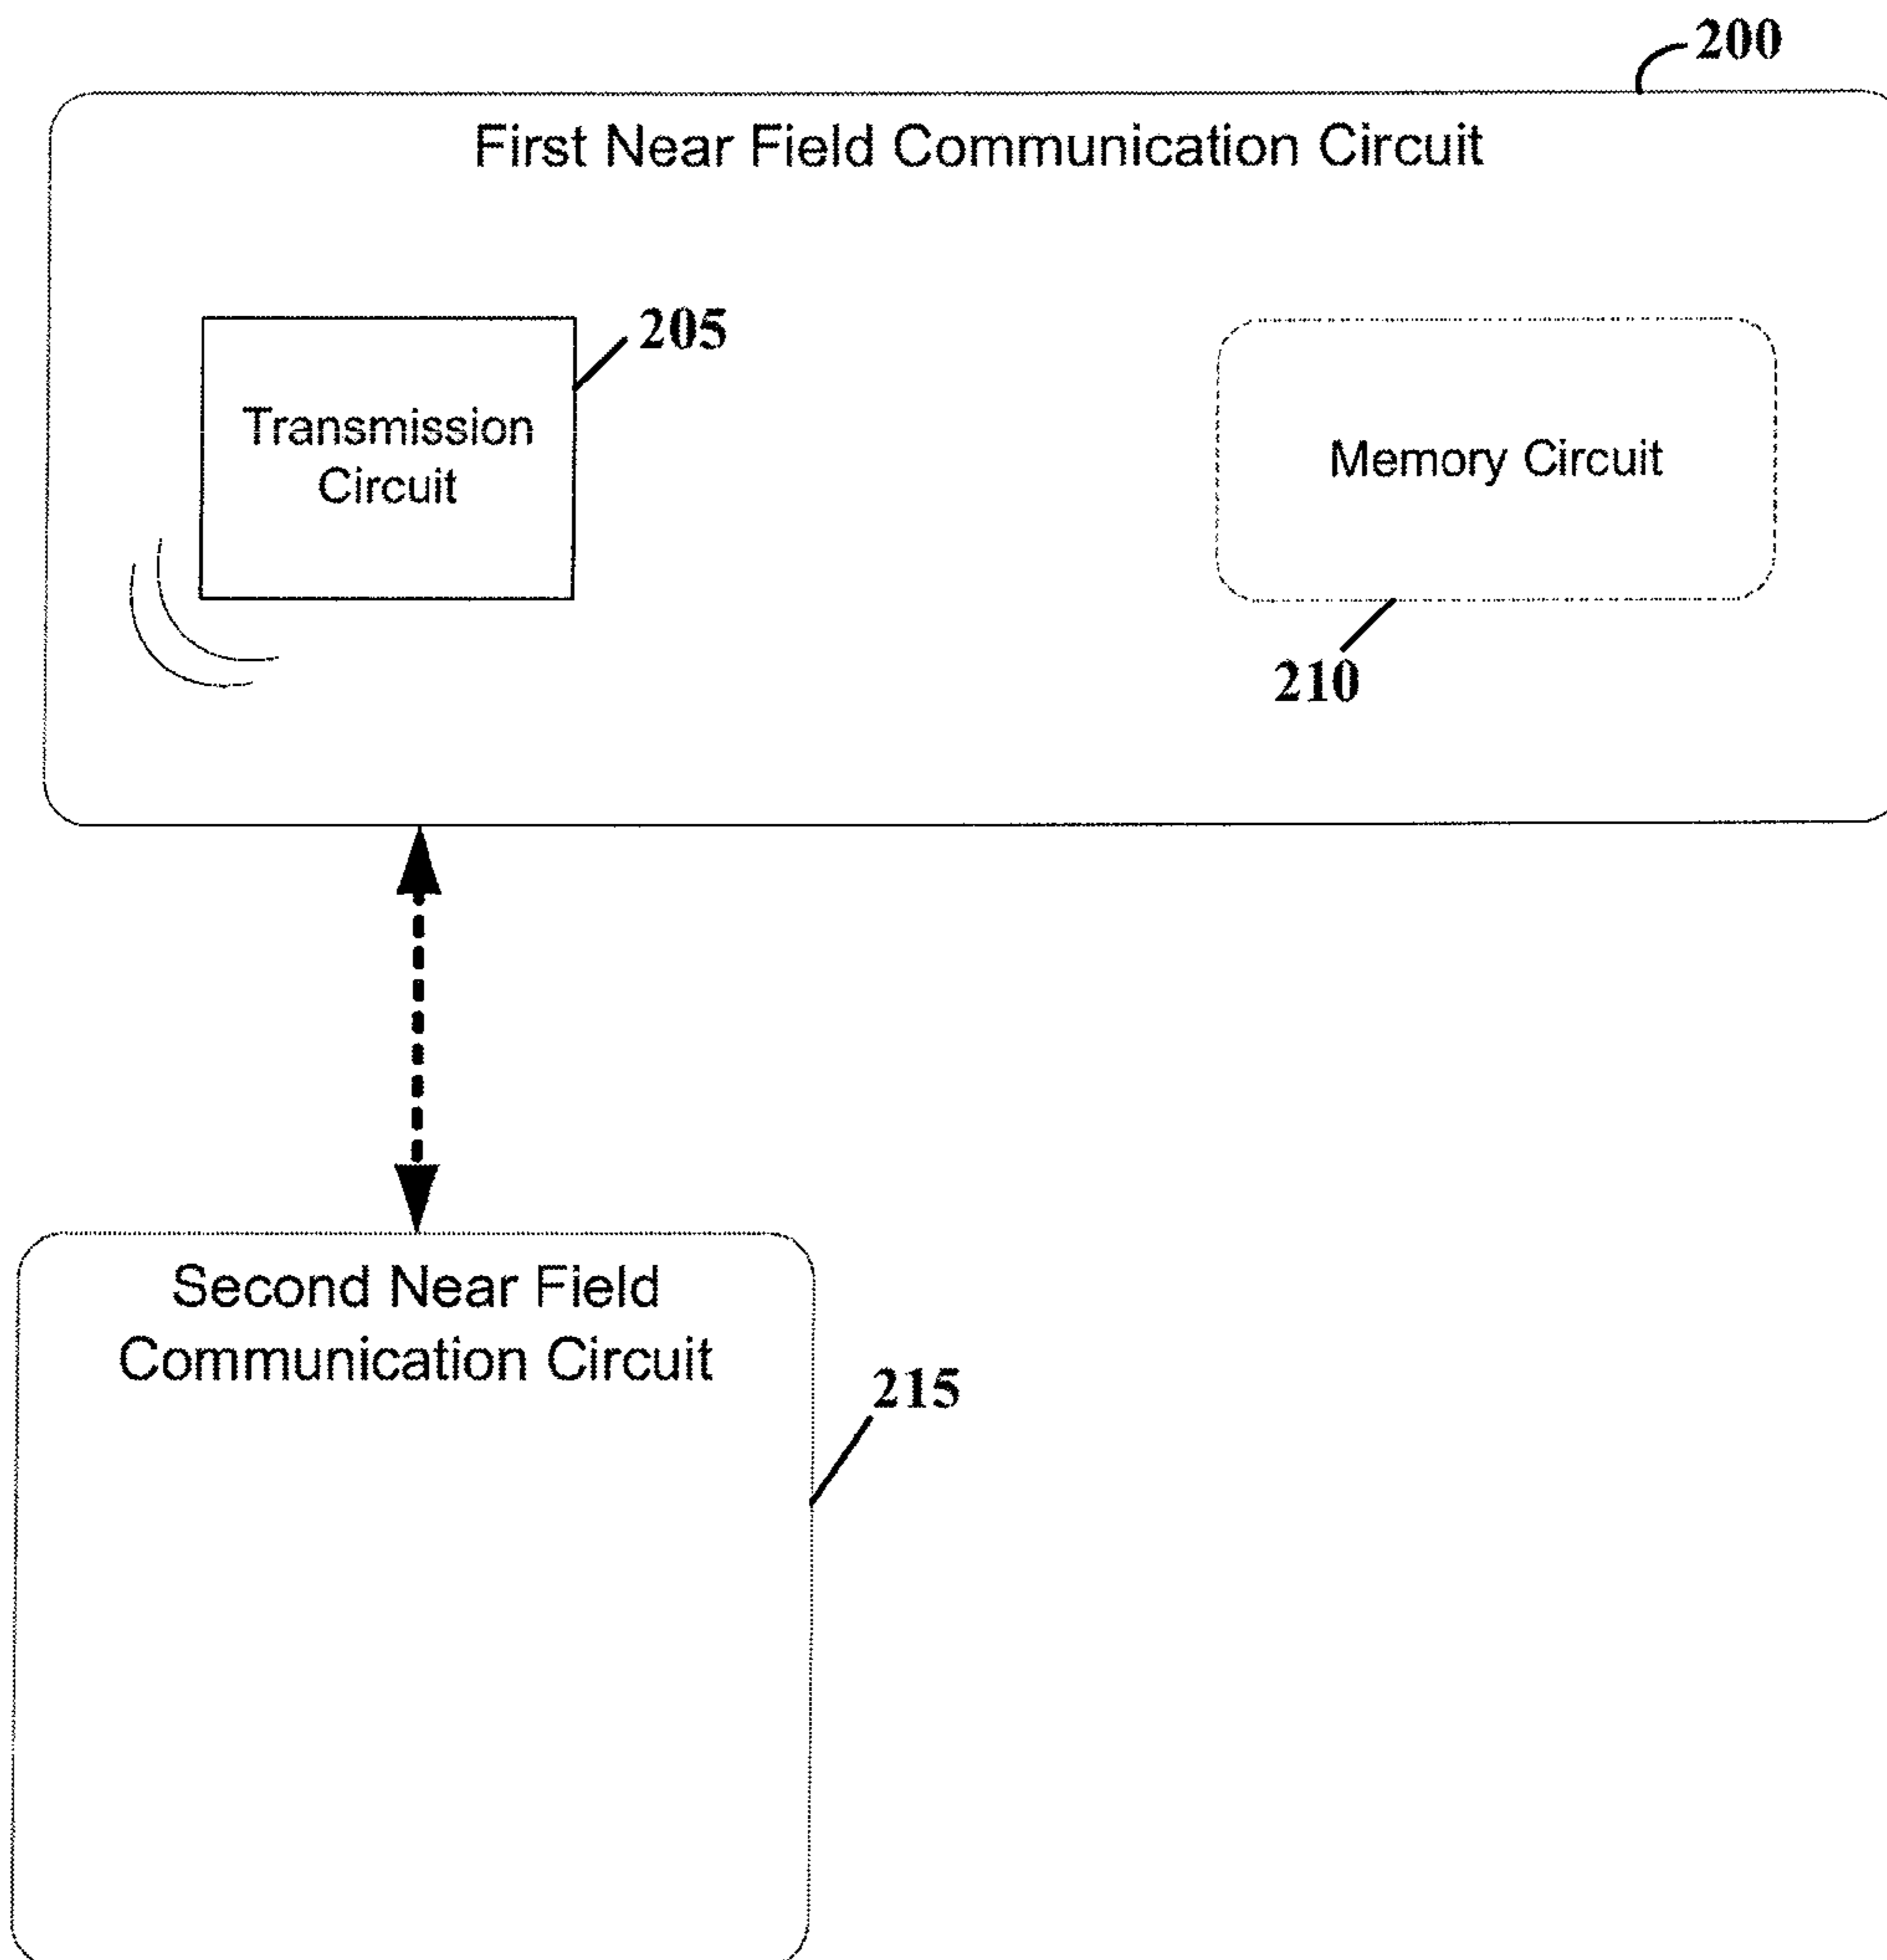 200
First Near Field Communication Circuit
205
Transmission
Circuit
Memory Circuit
210
Second Near Field
Communication Circuit
215